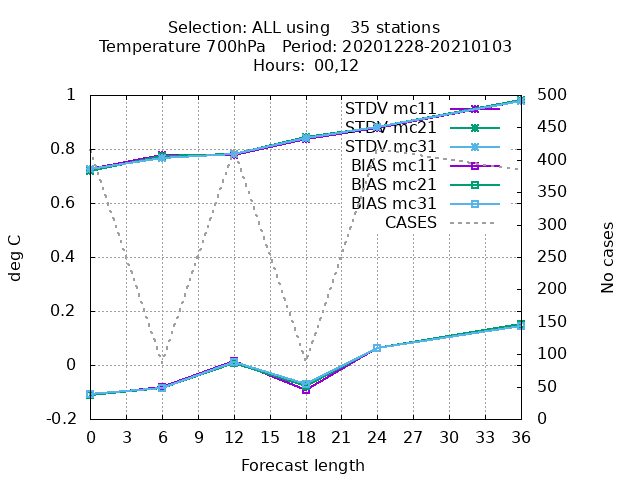 Selection: ALL using    35 stations
Temperature 700hPa   Period: 20201228-20210103
Hours: 00,12
1
0.8
0.6
0.4
0.2
0
-0.2
deg C
STDV mc11
STDV mc21
STDV mc31
BIAS mc11
BIAS mc21
BIAS mc31
CASES
500
450
400
350
300
250
200
150
100
50
0
No cases
0 3 6 9 12 15 18 21 24 27 30 33 36
Forecast length